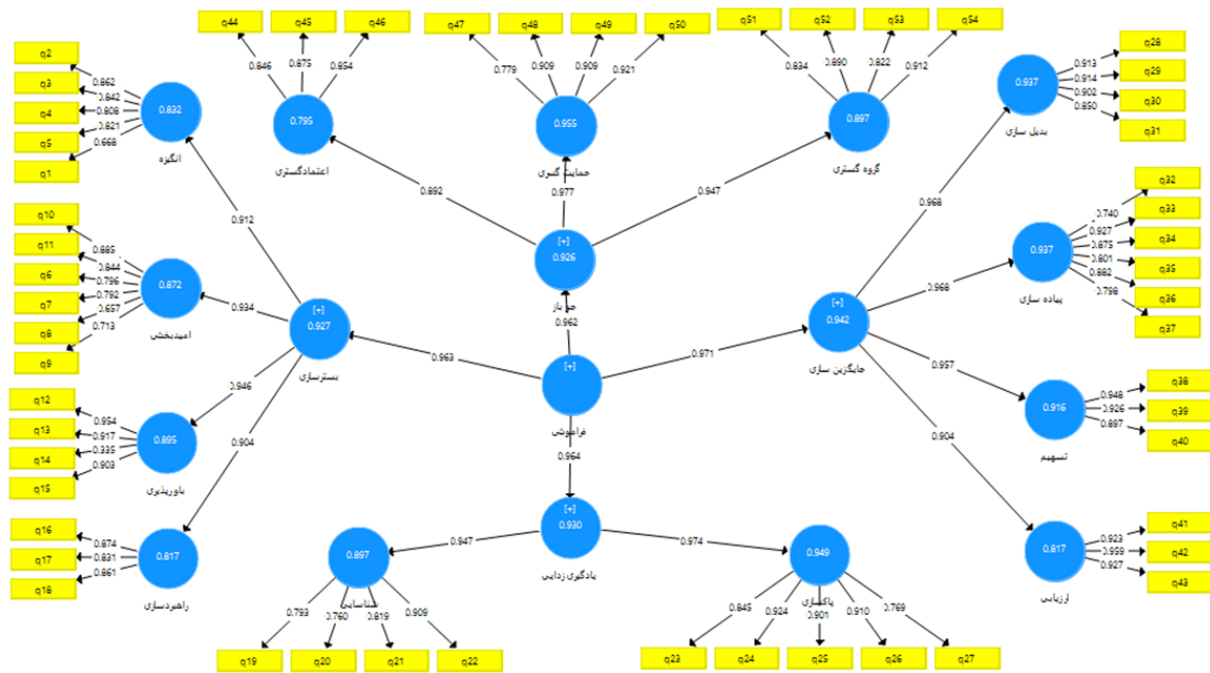 q44
q45
q46
q47
q48
q49
q50
q51
q52
q53
q54
0.846
0.875
0.854
0.779
0.909
0.909
0.921
0.834
0.890
0.822
0.912
0.795
اعتمادگستری
0.955
حمایت گری
0.897
گروه گستری
q2
q3
q4
q5
q1
0.862
0.842
0.808
0.821
0.668
0.832
انگیزه
q28
q29
q30
q31
0.913
0.914
0.902
0.850
0.937
بدیل سازی
0.892
0.977
0.947
0.912
0.968
[+]
0.926
جو باز
0.962
q10
q11
q6
q7
q8
q9
0.885
0.844
0.796
0.792
0.657
0.713
0.872
امیدبخشی
q32
q33
q34
q35
q36
q37
0.740
0.927
0.875
0.801
0.882
0.798
0.937
پیاده سازی
0.934
[+]
0.927
بسترسازی
0.963
[+]
فراموشی
0.971
[+]
0.942
جایگزین سازی
0.968
0.957
0.904
q12
q13
q14
q15
0.954
0.917
0.335
0.903
0.895
باورپذیری
0.946
0.904
q38
q39
q40
0.948
0.926
0.897
0.916
تسهیم
0.964
q16
q17
q18
0.874
0.831
0.861
0.817
راهبردسازی
[+]
0.930
یادگیری زدایی
0.947
0.974
q41
q42
q43
0.923
0.959
0.927
0.817
ارزیابی
0.897
شناسایی
0.793
0.760
0.819
0.909
q19
q20
q21
q22
0.949
پاکسازی
0.845
0.924
0.901
0.910
0.769
q23
q24
q25
q26
q27